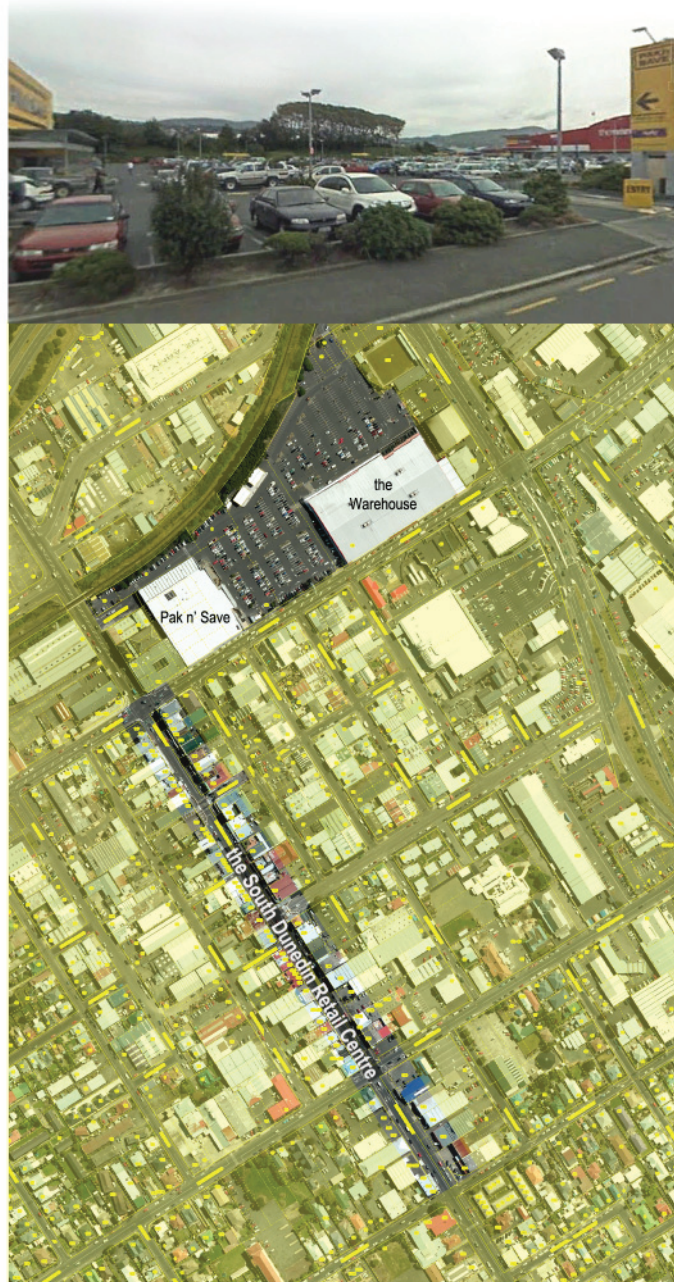 PAK'n
SAVE
ENTRY
the
Warehouse
Pak n' Save
the South Dunedin Retail Centre